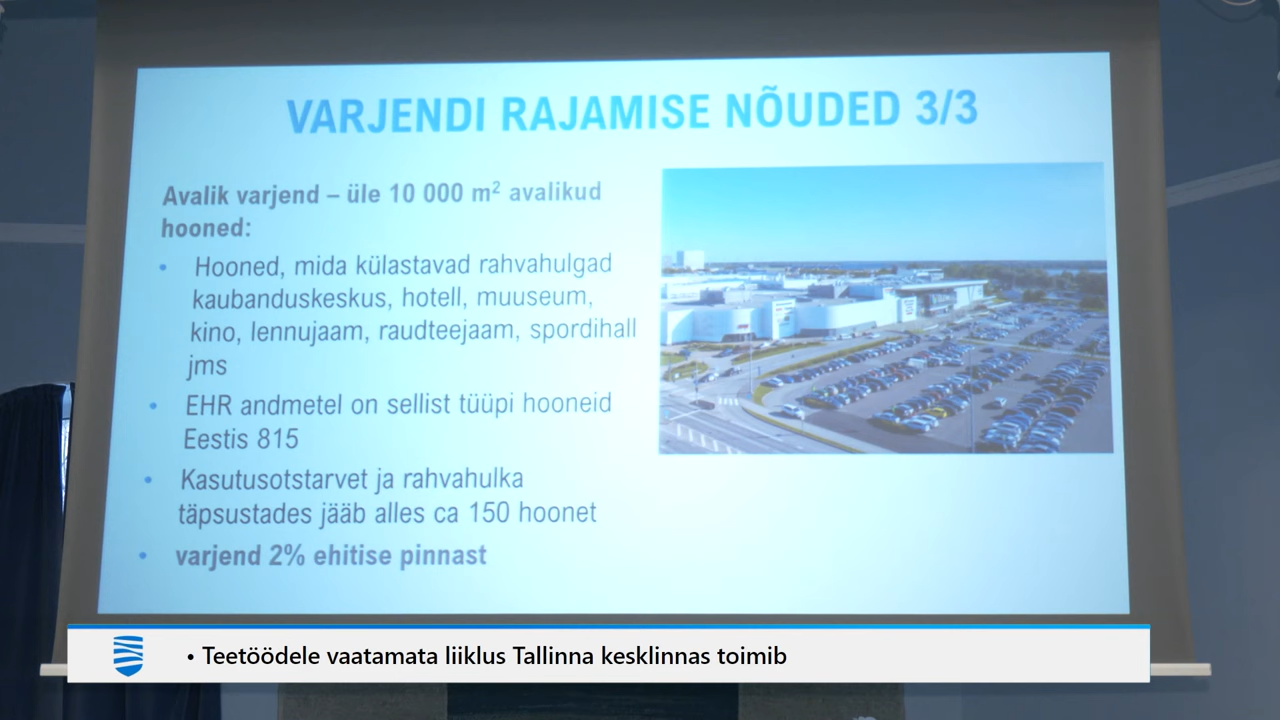 VARJENDI RAJAMISE NÕUDED 3/3
Avalik varjend – üle 10 000 m² avalikud
hooned:
• Hooned, mida külastavad rahvahulgad
kaubanduskeskus, hotell, muuseum,
kino, lennujaam, raudteejaam, spordihall
jms
• EHR andmetel on sellist tüüpi hooneid
Eestis 815
• Kasutusotstarvet ja rahvahulka
täpsustades jääb alles ca 150 hoonet
• varjend 2% ehitise pinnast
• Teetöödele vaatamata liiklus Tallinna kesklinnas toimib